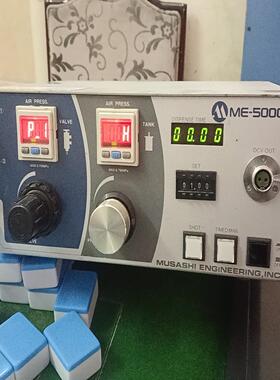 ME-5000
AIR PRESS.
AIR PRESS.
DISPENSE TIME
P.1
H
00.00
VALVE
TANK
DCV OUT
SET
0100
SHOT
TIMED/MAN.
MUSASHI ENGINEERING, INC